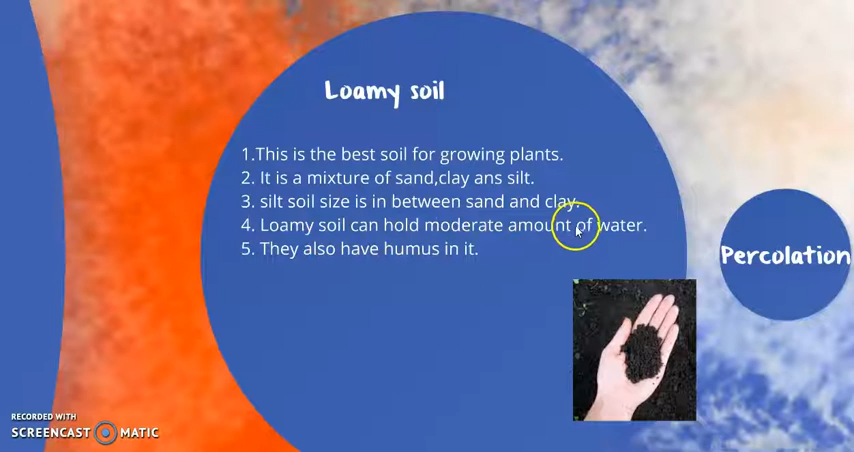 Loamy soil
1.This is the best soil for growing plants.
2. It is a mixture of sand,clay ans silt.
3. silt soil size is in between sand and clay.
4. Loamy soil can hold moderate amount of water.
5. They also have humus in it.
Percolation
RECORDED WITH
SCREENCAST MATIC